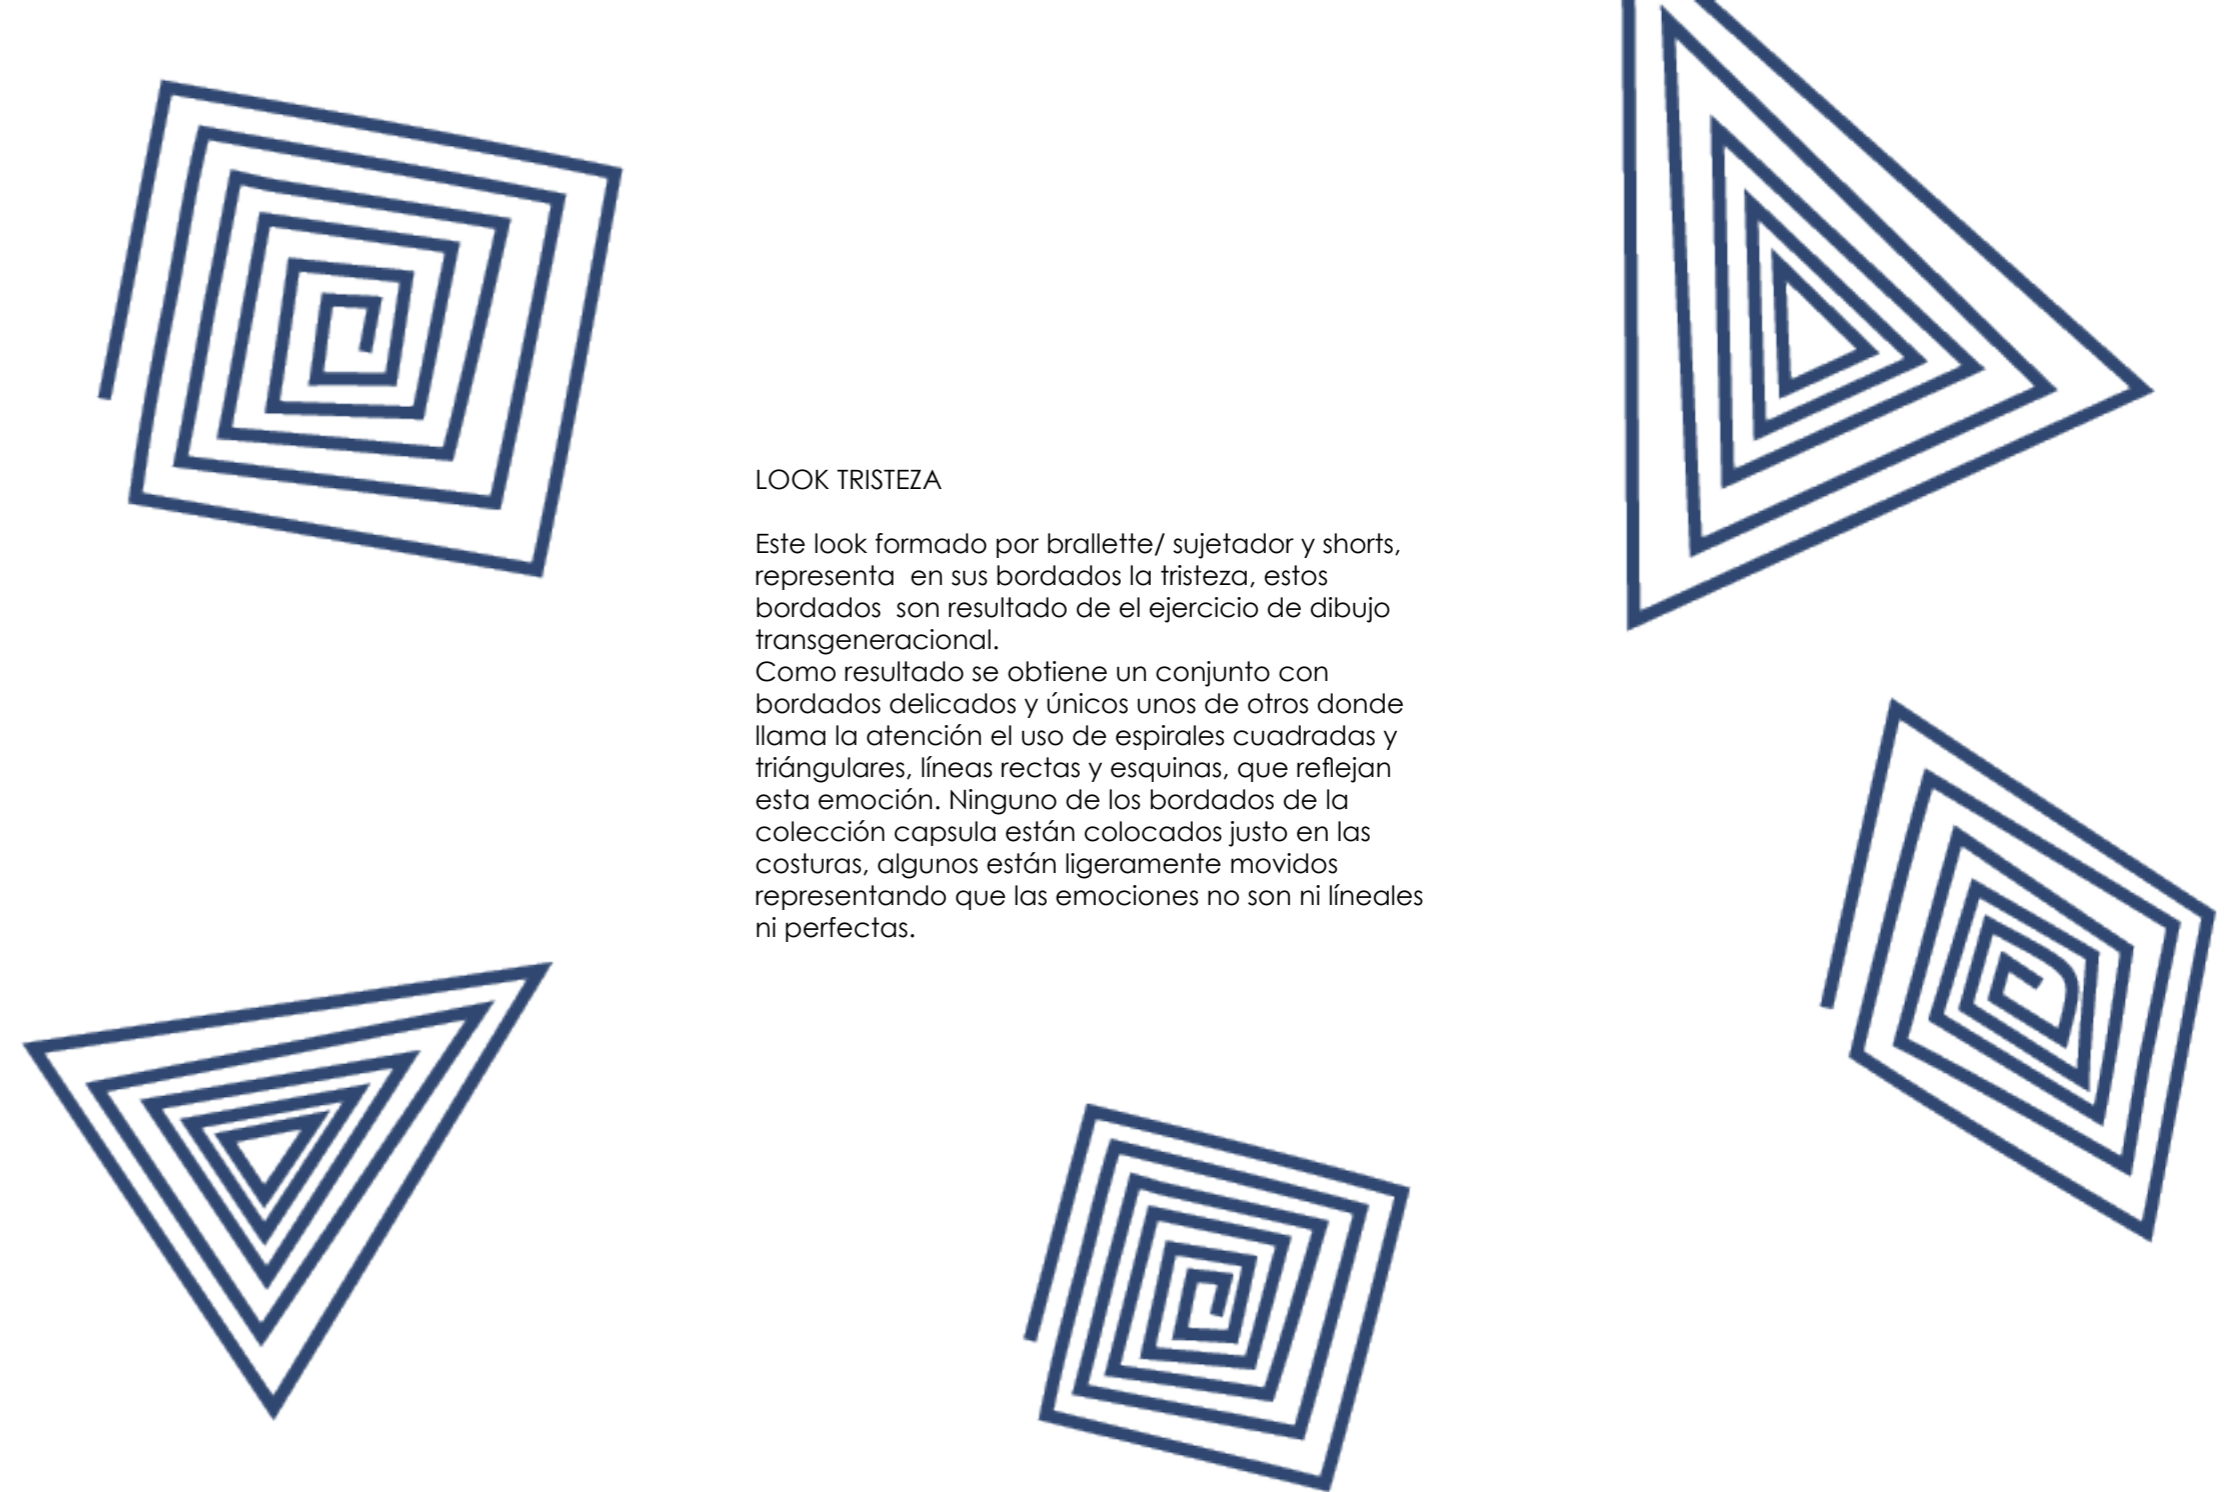 LOOK TRISTEZA
Este look formado por brallette/ sujetador y shorts,
representa  en sus bordados la tristeza, estos
bordados  son resultado de el ejercicio de dibujo
transgeneracional.
Como resultado se obtiene un conjunto con
bordados delicados y únicos unos de otros donde
llama la atención el uso de espirales cuadradas y
triángulares, líneas rectas y esquinas, que reflejan
esta emoción. Ninguno de los bordados de la
colección capsula están colocados justo en las
costuras, algunos están ligeramente movidos
representando que las emociones no son ni líneales
ni perfectas.